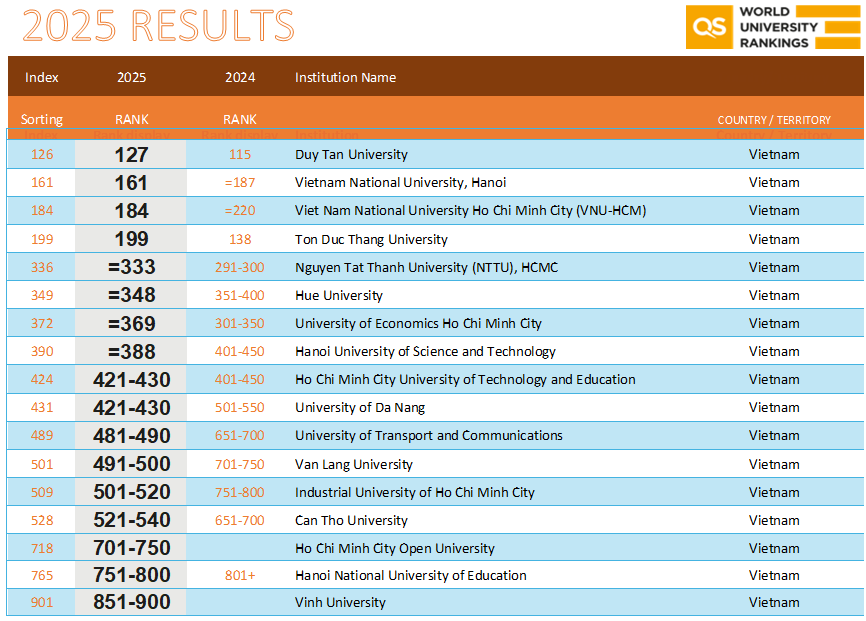 2025 RESULTS
QS WORLD UNIVERSITY RANKINGS
Index 2025 2024 Institution Name
Sorting RANK RANK COUNTRY / TERRITORY
Index Rank display Rank display Institution Country / Territory
126 127 115 Duy Tan University Vietnam
161 161 =187 Vietnam National University, Hanoi Vietnam
184 184 =220 Viet Nam National University Ho Chi Minh City (VNU-HCM) Vietnam
199 199 138 Ton Duc Thang University Vietnam
336 =333 291-300 Nguyen Tat Thanh University (NTTU), HCMC Vietnam
349 =348 351-400 Hue University Vietnam
372 =369 301-350 University of Economics Ho Chi Minh City Vietnam
390 =388 401-450 Hanoi University of Science and Technology Vietnam
424 421-430 401-450 Ho Chi Minh City University of Technology and Education Vietnam
431 421-430 501-550 University of Da Nang Vietnam
489 481-490 651-700 University of Transport and Communications Vietnam
501 491-500 701-750 Van Lang University Vietnam
509 501-520 751-800 Industrial University of Ho Chi Minh City Vietnam
528 521-540 651-700 Can Tho University Vietnam
718 701-750 Ho Chi Minh City Open University Vietnam
765 751-800 801+ Hanoi National University of Education Vietnam
901 851-900 Vinh University Vietnam